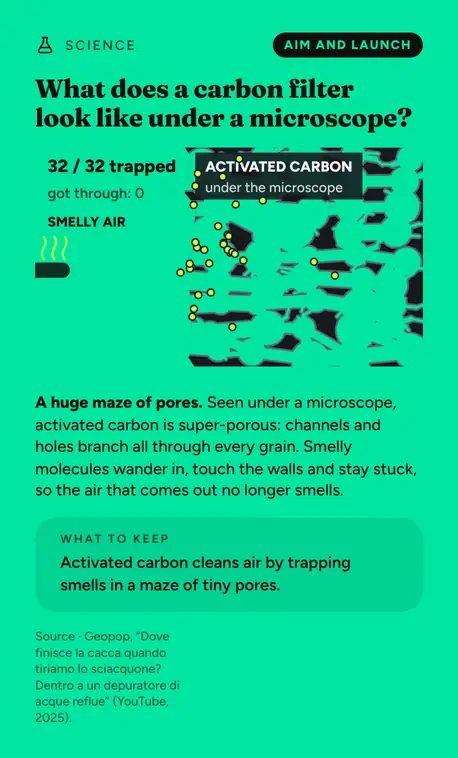 SCIENCE
AIM AND LAUNCH
What does a carbon filter
look like under a microscope?
32 / 32 trapped
got through: 0
SMELLY AIR
ACTIVATED CARBON
under the microscope
A huge maze of pores. Seen under a microscope,
activated carbon is super-porous: channels and
holes branch all through every grain. Smelly
molecules wander in, touch the walls and stay stuck,
so the air that comes out no longer smells.
WHAT TO KEEP
Activated carbon cleans air by trapping
smells in a maze of tiny pores.
Source · Geopop, "Dove
finisce la cacca quando
tiriamo lo sciacquone?
Dentro a un depuratore di
acque reflue" (YouTube,
2025).